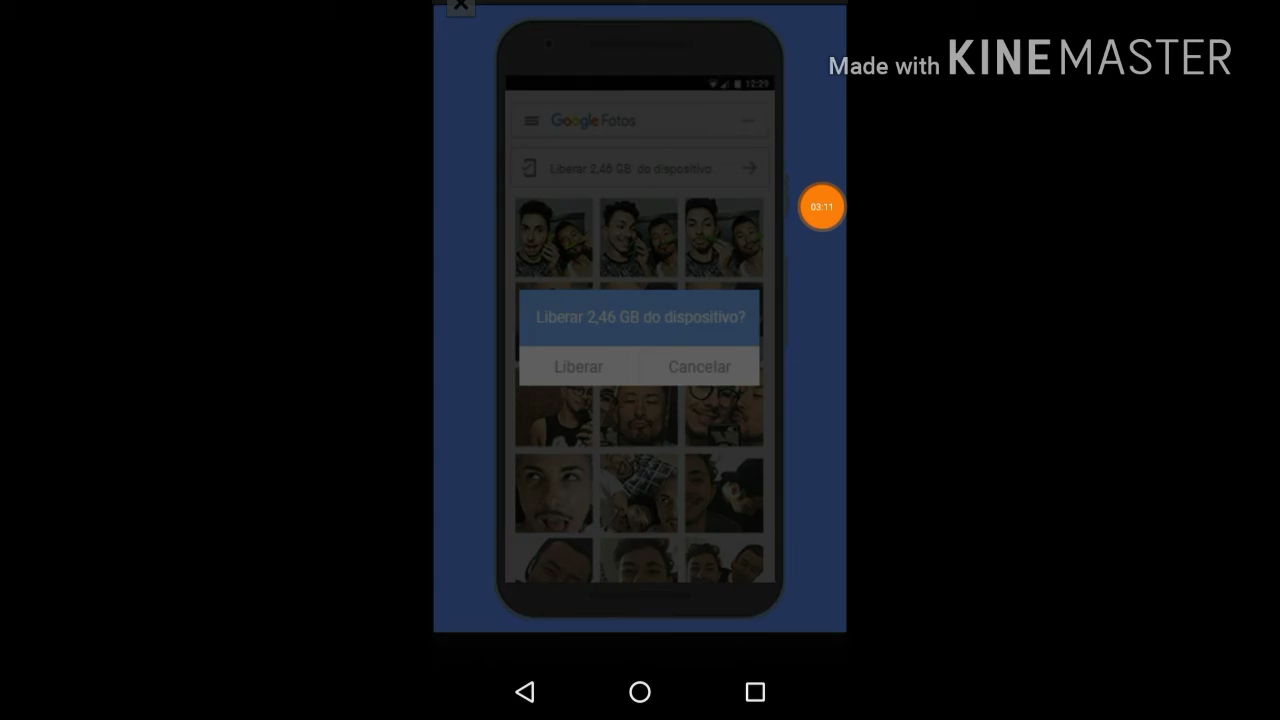 Made with KINEMASTER
12:29
Google Fotos
Liberar 2,46 GB do dispositivo
03:11
Liberar 2,46 GB do dispositivo?
Liberar Cancelar